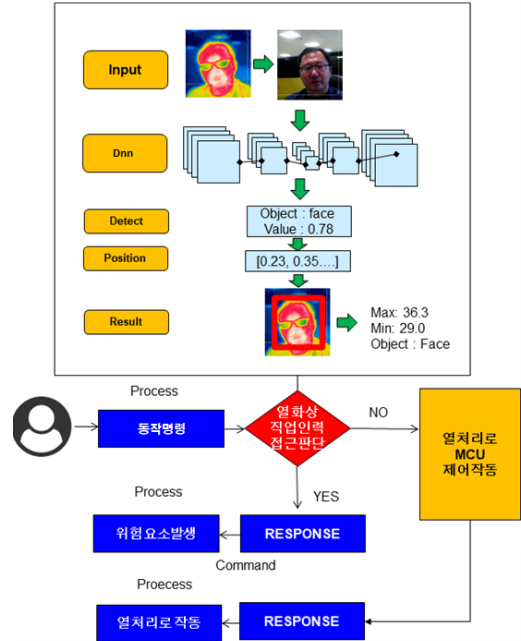 Input
Dnn
Detect
Object : face
Value : 0.78
Position
[0.23, 0.35....]
Result
Max: 36.3
Min: 29.0
Object : Face
Process
동작명령
열화상
직업인력
접근판단
NO
열처리로
MCU
제어작동
YES
Process
위험요소발생
RESPONSE
Command
Proecess
열처리로 작동
RESPONSE